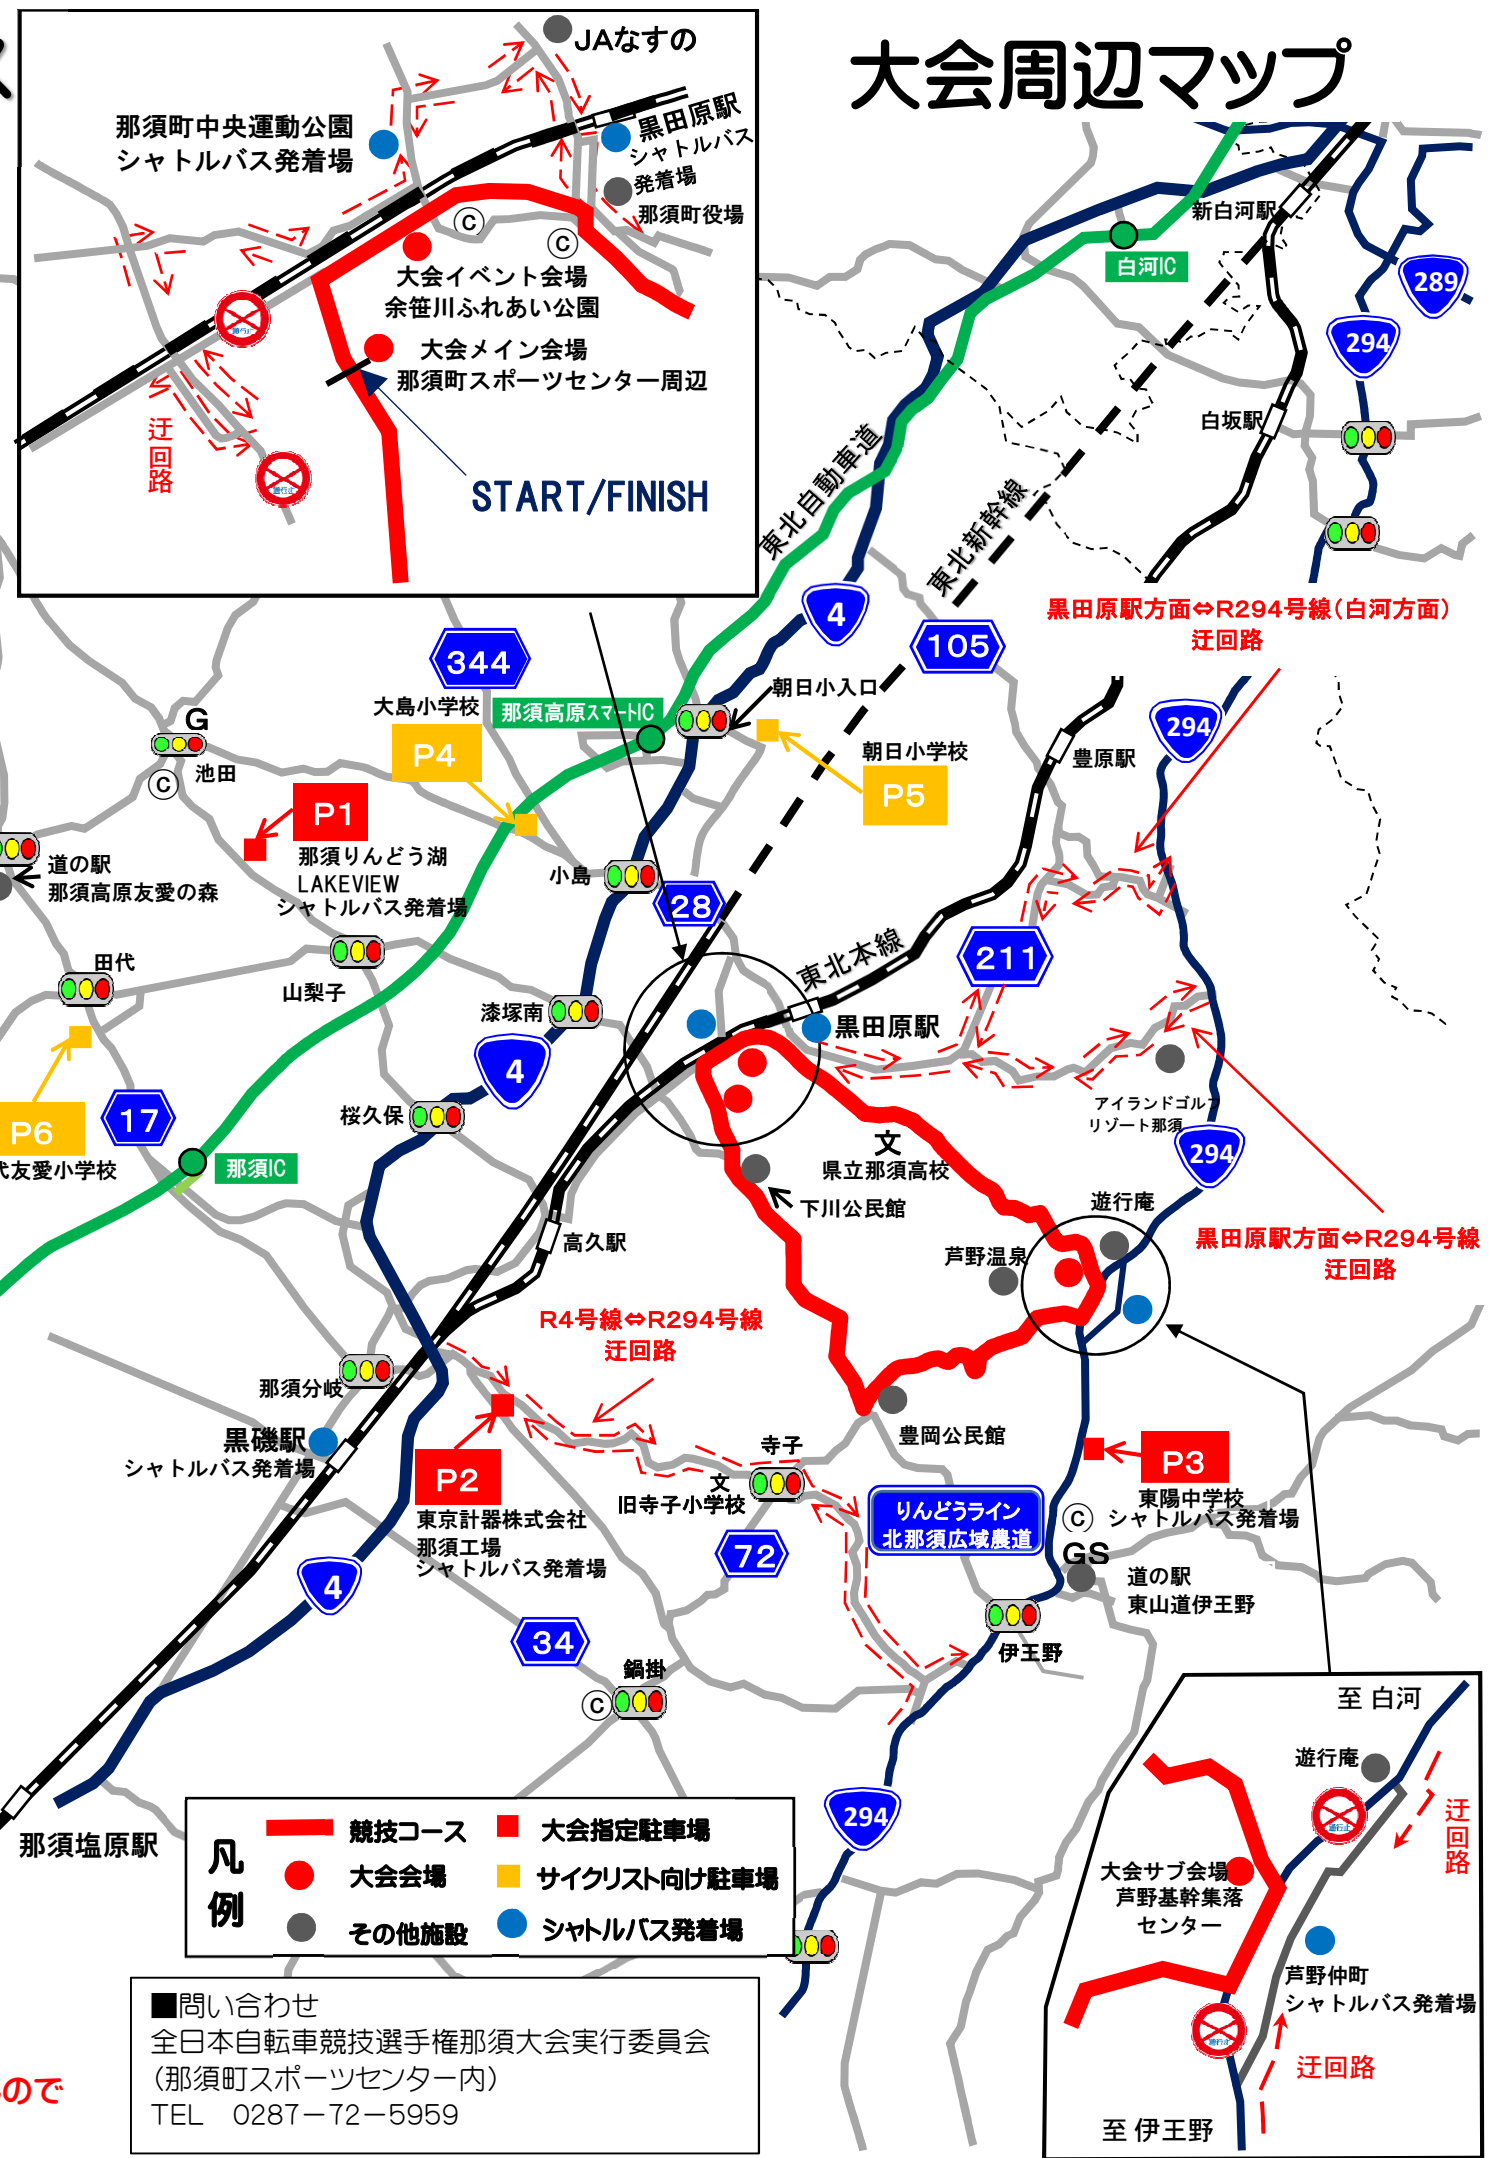 大会周辺マップ
JAなすの
那須町中央運動公園
シャトルバス発着場
黒田原駅
シャトルバス
発着場
那須町役場
C
C
大会イベント会場
余笹川ふれあい公園
大会メイン会場
那須町スポーツセンター周辺
迂回路
START/FINISH
通行止
通行止
新白河駅
白河IC
289
294
白坂駅
東北自動車道
東北新幹線
4
105
黒田原駅方面⇔R294号線(白河方面)
迂回路
344
大島小学校
那須高原スマートIC
朝日小入口
294
G
池田
C
P4
朝日小学校
P5
豊原駅
P1
道の駅
那須高原友愛の森
那須りんどう湖
LAKEVIEW
シャトルバス発着場
小島
28
田代
山梨子
東北本線
211
漆塚南
黒田原駅
4
アイランドゴルフ
リゾート那須
桜久保
P6
17
代友愛小学校
那須IC
文
県立那須高校
294
下川公民館
遊行庵
芦野温泉
高久駅
黒田原駅方面⇔R294号線
迂回路
R4号線⇔R294号線
迂回路
那須分岐
黒磯駅
シャトルバス発着場
豊岡公民館
寺子
文
旧寺子小学校
P2
東京計器株式会社
那須工場
シャトルバス発着場
P3
東陽中学校
シャトルバス発着場
C
GS
りんどうライン
北那須広域農道
72
道の駅
東山道伊王野
4
34
伊王野
鍋掛
C
至 白河
遊行庵
通行止
迂回路
294
那須塩原駅
凡例
競技コース
大会指定駐車場
大会会場
サイクリスト向け駐車場
その他施設
シャトルバス発着場
大会サブ会場
芦野基幹集落
センター
芦野仲町
シャトルバス発着場
通行止
迂回路
至 伊王野
■問い合わせ
全日本自転車競技選手権那須大会実行委員会
(那須町スポーツセンター内)
TEL 0287-72-5959
ので